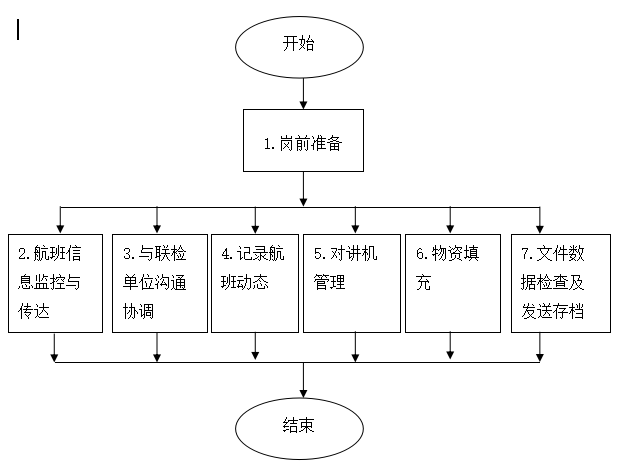 开始
1.岗前准备
2.航班信
息监控与
传达
3.与联检
单位沟通
协调
4.记录航
班动态
5.对讲机
管理
6.物资填
充
7.文件数
据检查及
发送存档
结束